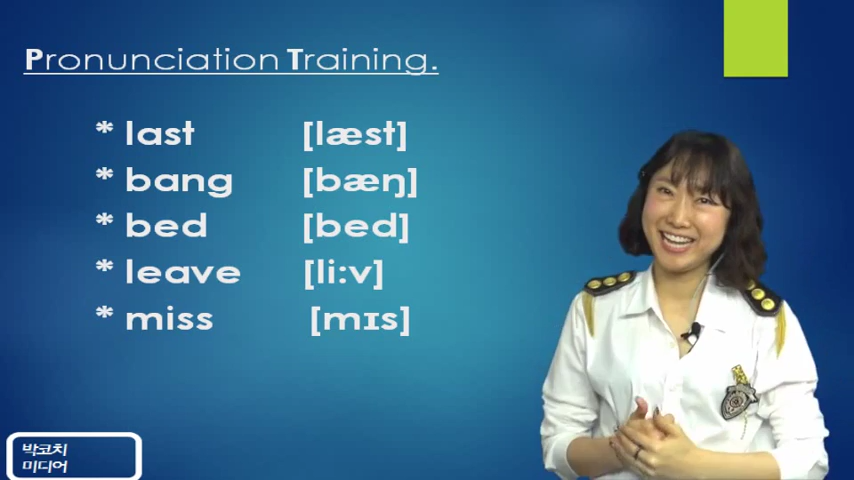 Pronunciation Training.
* last [læst]
* bang [bæŋ]
* bed [bed]
* leave [li:v]
* miss [mɪs]
박코치
미디어